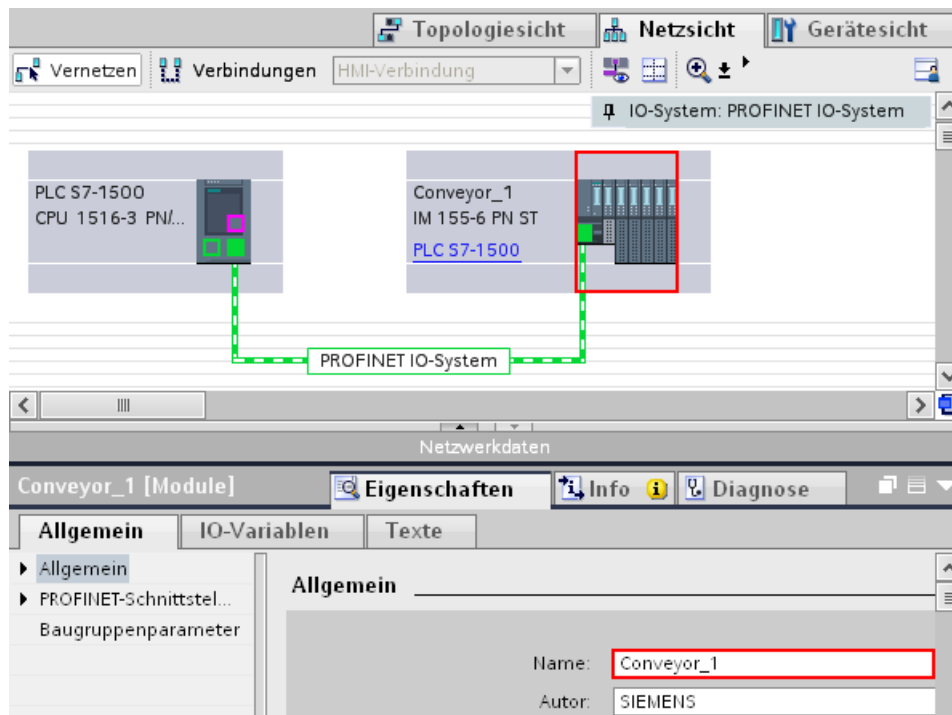 Topologiesicht Netzsicht Gerätesicht
Vernetzen Verbindungen HMI-Verbindung
IO-System: PROFINET IO-System
PLC S7-1500
CPU 1516-3 PN/...
Conveyor_1
IM 155-6 PN ST
PLC S7-1500
PROFINET IO-System
Netzwerkdaten
Conveyor_1 [Module] Eigenschaften Info Diagnose
Allgemein IO-Variablen Texte
Allgemein
PROFINET-Schnittstel...
Baugruppenparameter
Allgemein
Name: Conveyor_1
Autor: SIEMENS